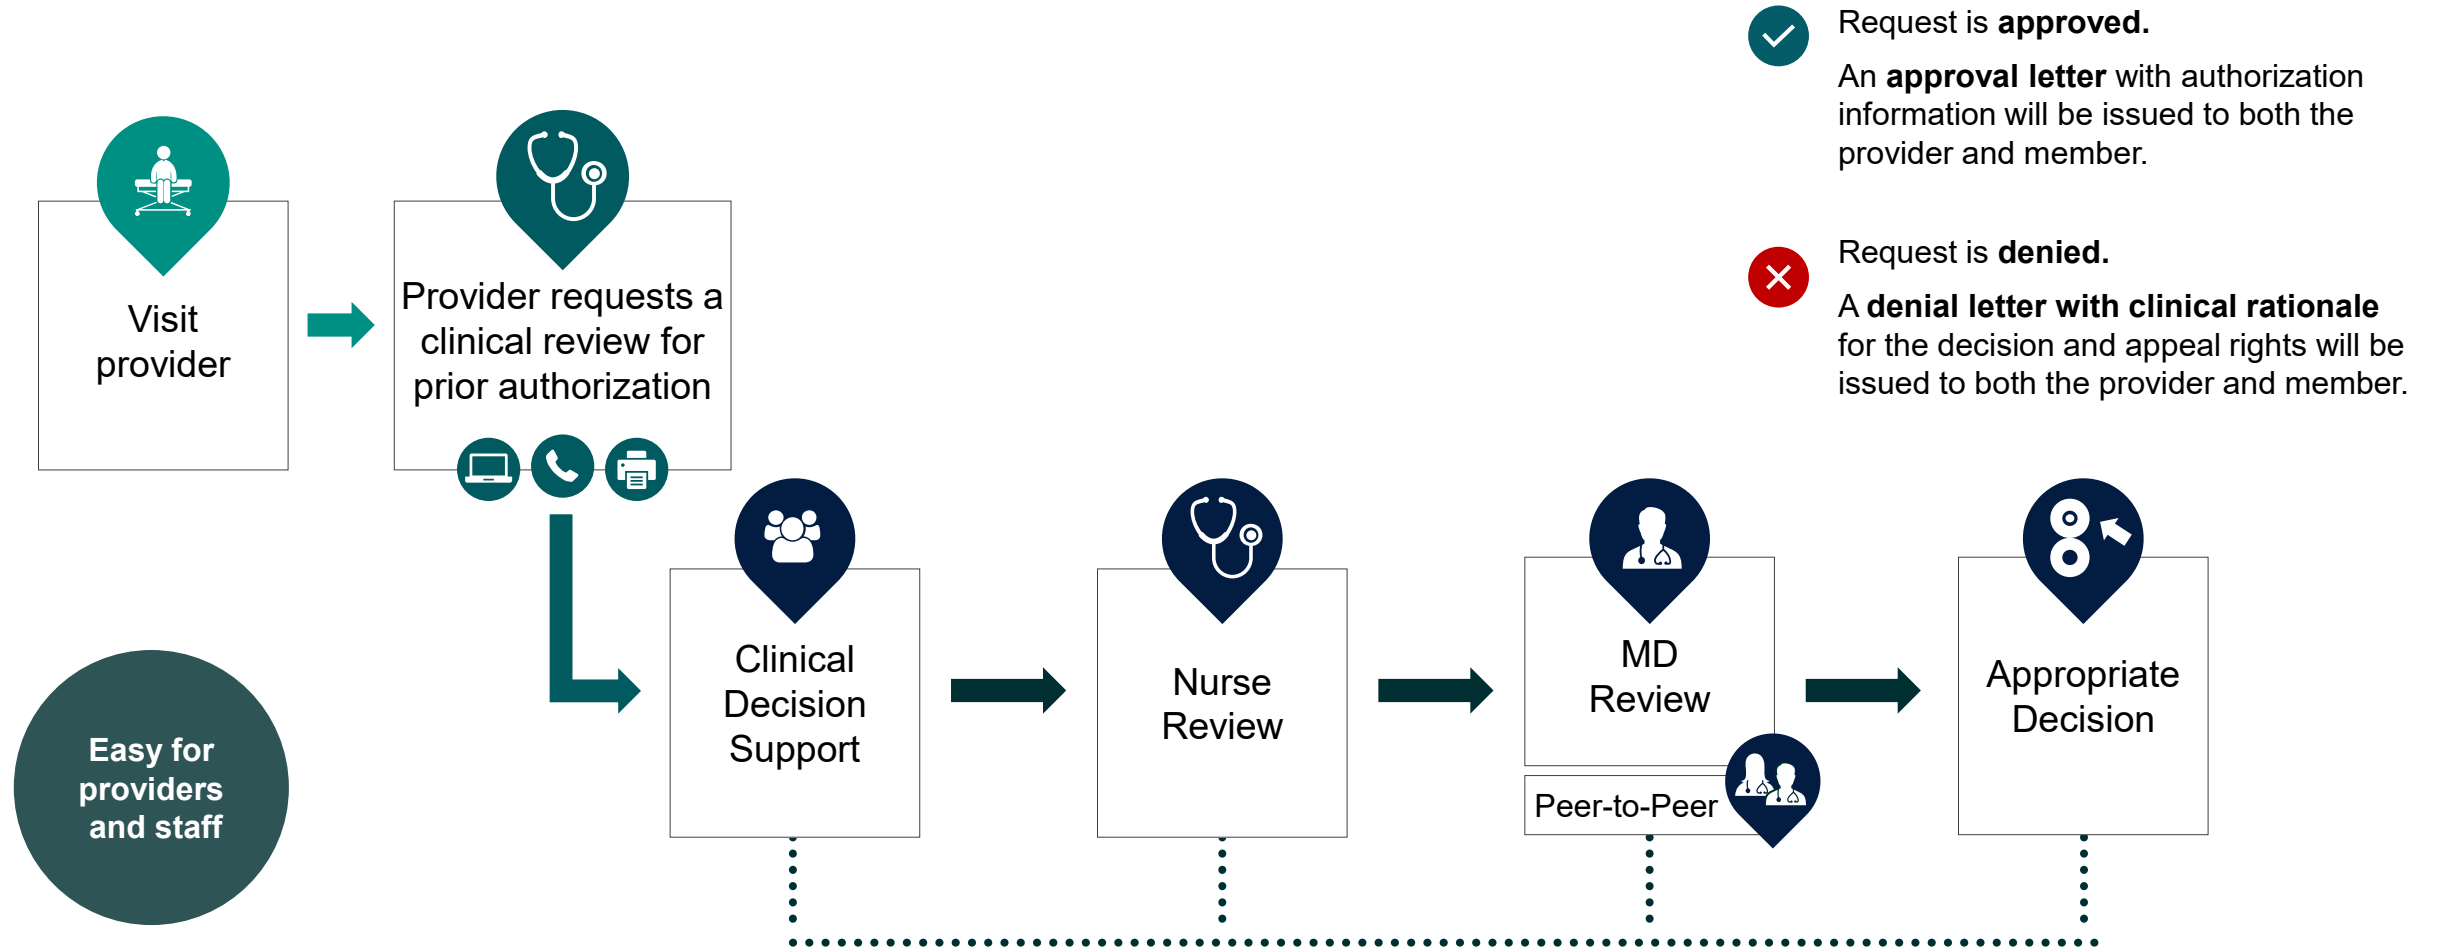 Request is approved.
An approval letter with authorization
information will be issued to both the
provider and member.
Request is denied.
A denial letter with clinical rationale
for the decision and appeal rights will be
issued to both the provider and member.
Visit
provider
Provider requests a
clinical review for
prior authorization
Clinical
Decision
Support
Nurse
Review
MD
Review
Peer-to-Peer
Appropriate
Decision
Easy for
providers
and staff